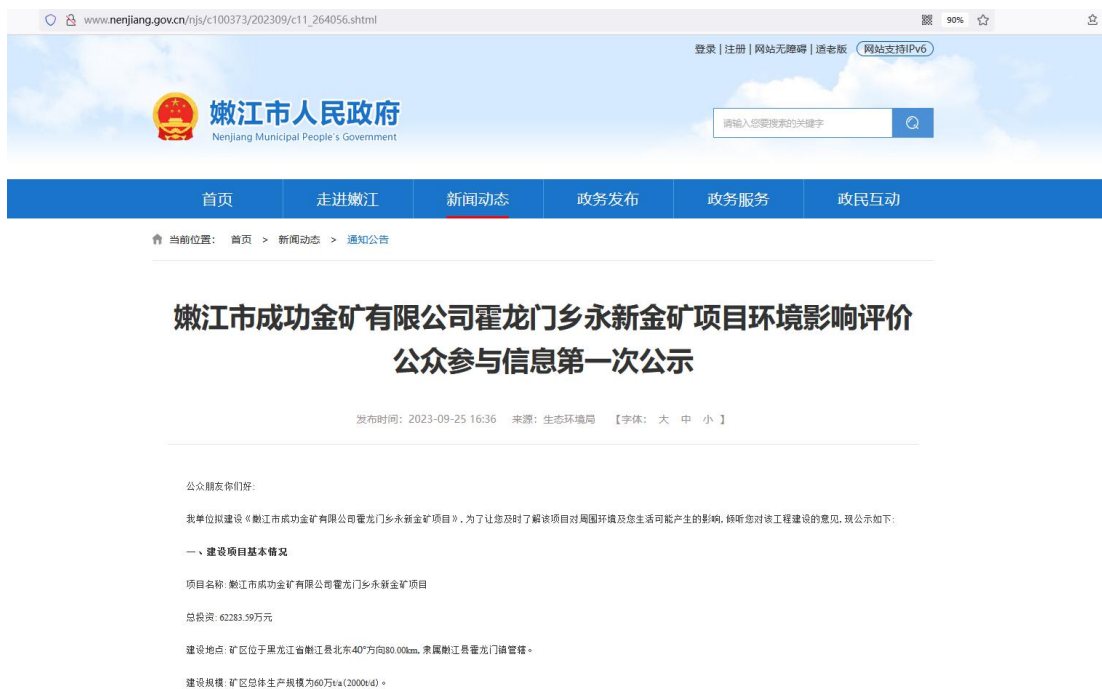 www.nenjiang.gov.cn/njs/c100373/202309/c11_264056.shtml 90%
登录 | 注册 | 网站无障碍 | 适老版 网站支持IPv6
嫩江市人民政府
Nenjiang Municipal People's Government
请输入您要搜索的关键字
首页 走进嫩江 新闻动态 政务发布 政务服务 政民互动
当前位置： 首页 > 新闻动态 > 通知公告
嫩江市成功金矿有限公司霍龙门乡永新金矿项目环境影响评价
公众参与信息第一次公示
发布时间：2023-09-25 16:36 来源：生态环境局 【字体： 大 中 小 】
公众朋友你们好:
我单位拟建设《嫩江市成功金矿有限公司霍龙门乡永新金矿项目》, 为了让您及时了解该项目对周围环境及您生活可能产生的影响, 倾听您对该工程建设的意见, 现公示如下:
一、建设项目基本情况
项目名称: 嫩江市成功金矿有限公司霍龙门乡永新金矿项目
总投资: 62283.59万元
建设地点: 矿区位于黑龙江省嫩江县北东40°方向80.00km, 隶属嫩江县霍龙门镇管辖。
建设规模: 矿区总体生产规模为60万t/a(2000t/d)。